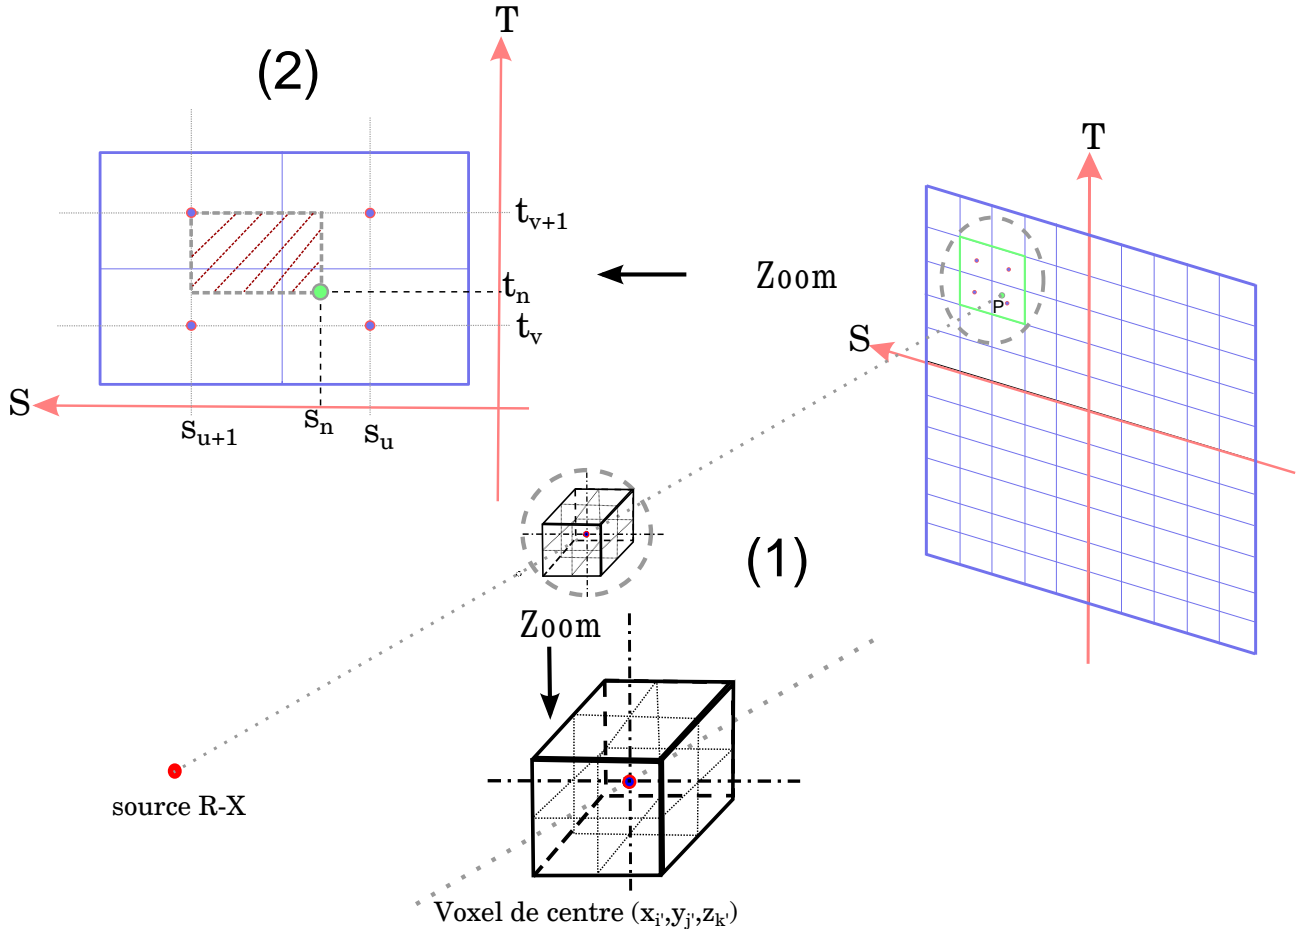 T
(2)
T
t_{v+1}
Zoom
t_n
P
t_v
S
S
s_{u+1}
s_n
s_u
(1)
Zoom
source R-X
Voxel de centre (x_{i'},y_{j'},z_{k'})